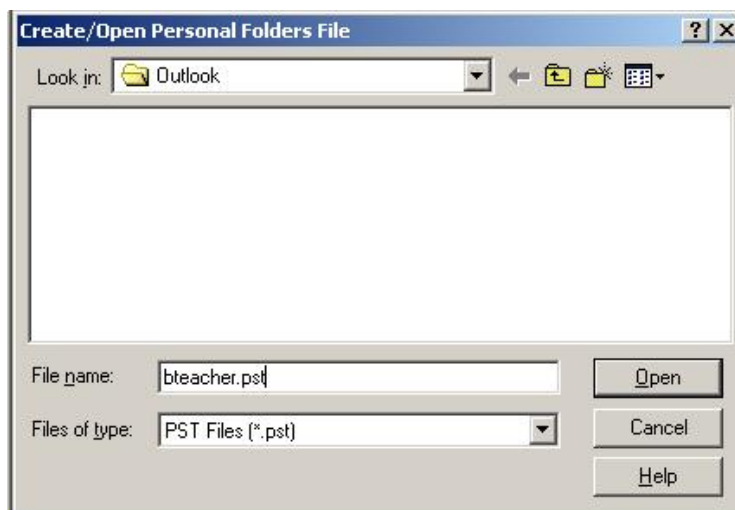 Create/Open Personal Folders File
Look in: Outlook
File name: bteacher.pst
Open
Files of type: PST Files (*.pst)
Cancel
Help